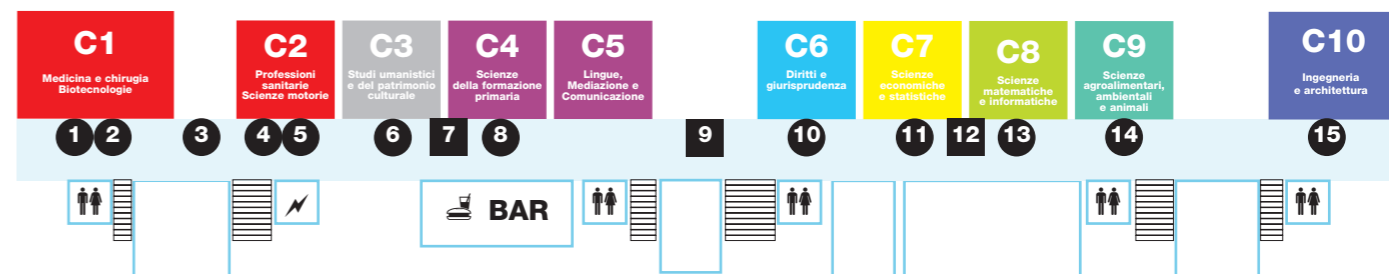 C1
Medicina e chirugia
Biotecnologie
C2
Professioni
sanitarie
Scienze motorie
C3
Studi umanistici
e del patrimonio
culturale
C4
Scienze
della formazione
primaria
C5
Lingue,
Mediazione e
Comunicazione
C6
Diritti e
giurisprudenza
C7
Scienze
economiche
e statistiche
C8
Scienze
matematiche
e informatiche
C9
Scienze
agroalimentari,
ambientali
e animali
C10
Ingegneria
e architettura
1 2 3 4 5 6 7 8 9 10 11 12 13 14 15
BAR